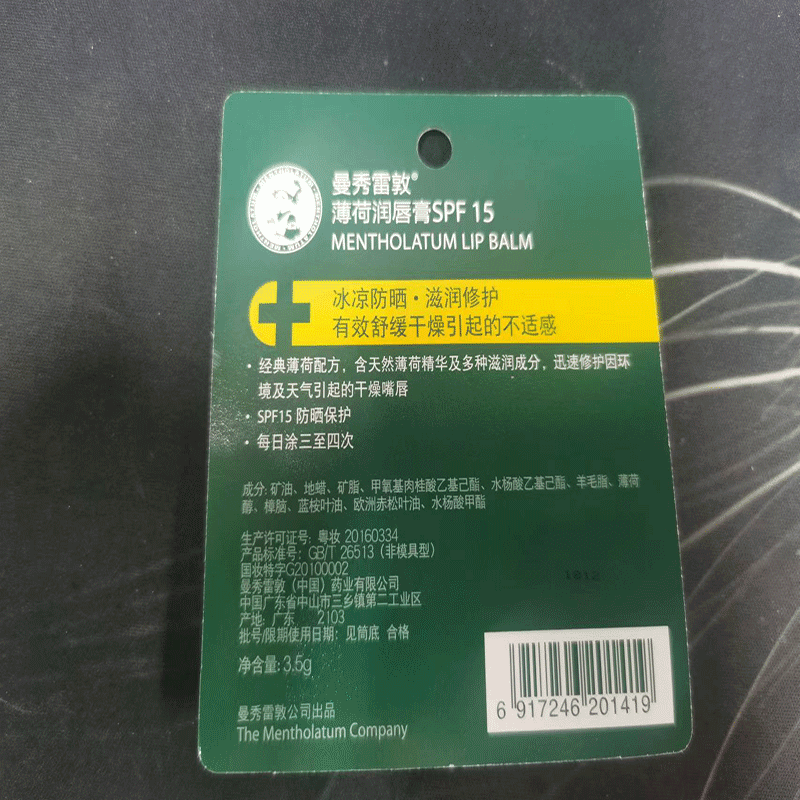 曼秀雷敦®
薄荷润唇膏SPF 15
MENTHOLATUM LIP BALM
冰凉防晒·滋润修护
有效舒缓干燥引起的不适感
· 经典薄荷配方，含天然薄荷精华及多种滋润成分，迅速修护因环
境及天气引起的干燥嘴唇
· SPF15 防晒保护
· 每日涂三至四次
成分: 矿油、地蜡、矿脂、甲氧基肉桂酸乙基己酯、水杨酸乙基己酯、羊毛脂、薄荷
醇、樟脑、蓝桉叶油、欧洲赤松叶油、水杨酸甲酯
生产许可证号: 粤妆 20160334
产品标准号: GB/T 26513（非模具型）
国妆特字G20100002
曼秀雷敦（中国）药业有限公司
中国广东省中山市三乡镇第二工业区
产地: 广东 2103
批号/限期使用日期: 见筒底 合格
净含量: 3.5g
1012
6 917246 201419
曼秀雷敦公司出品
The Mentholatum Company